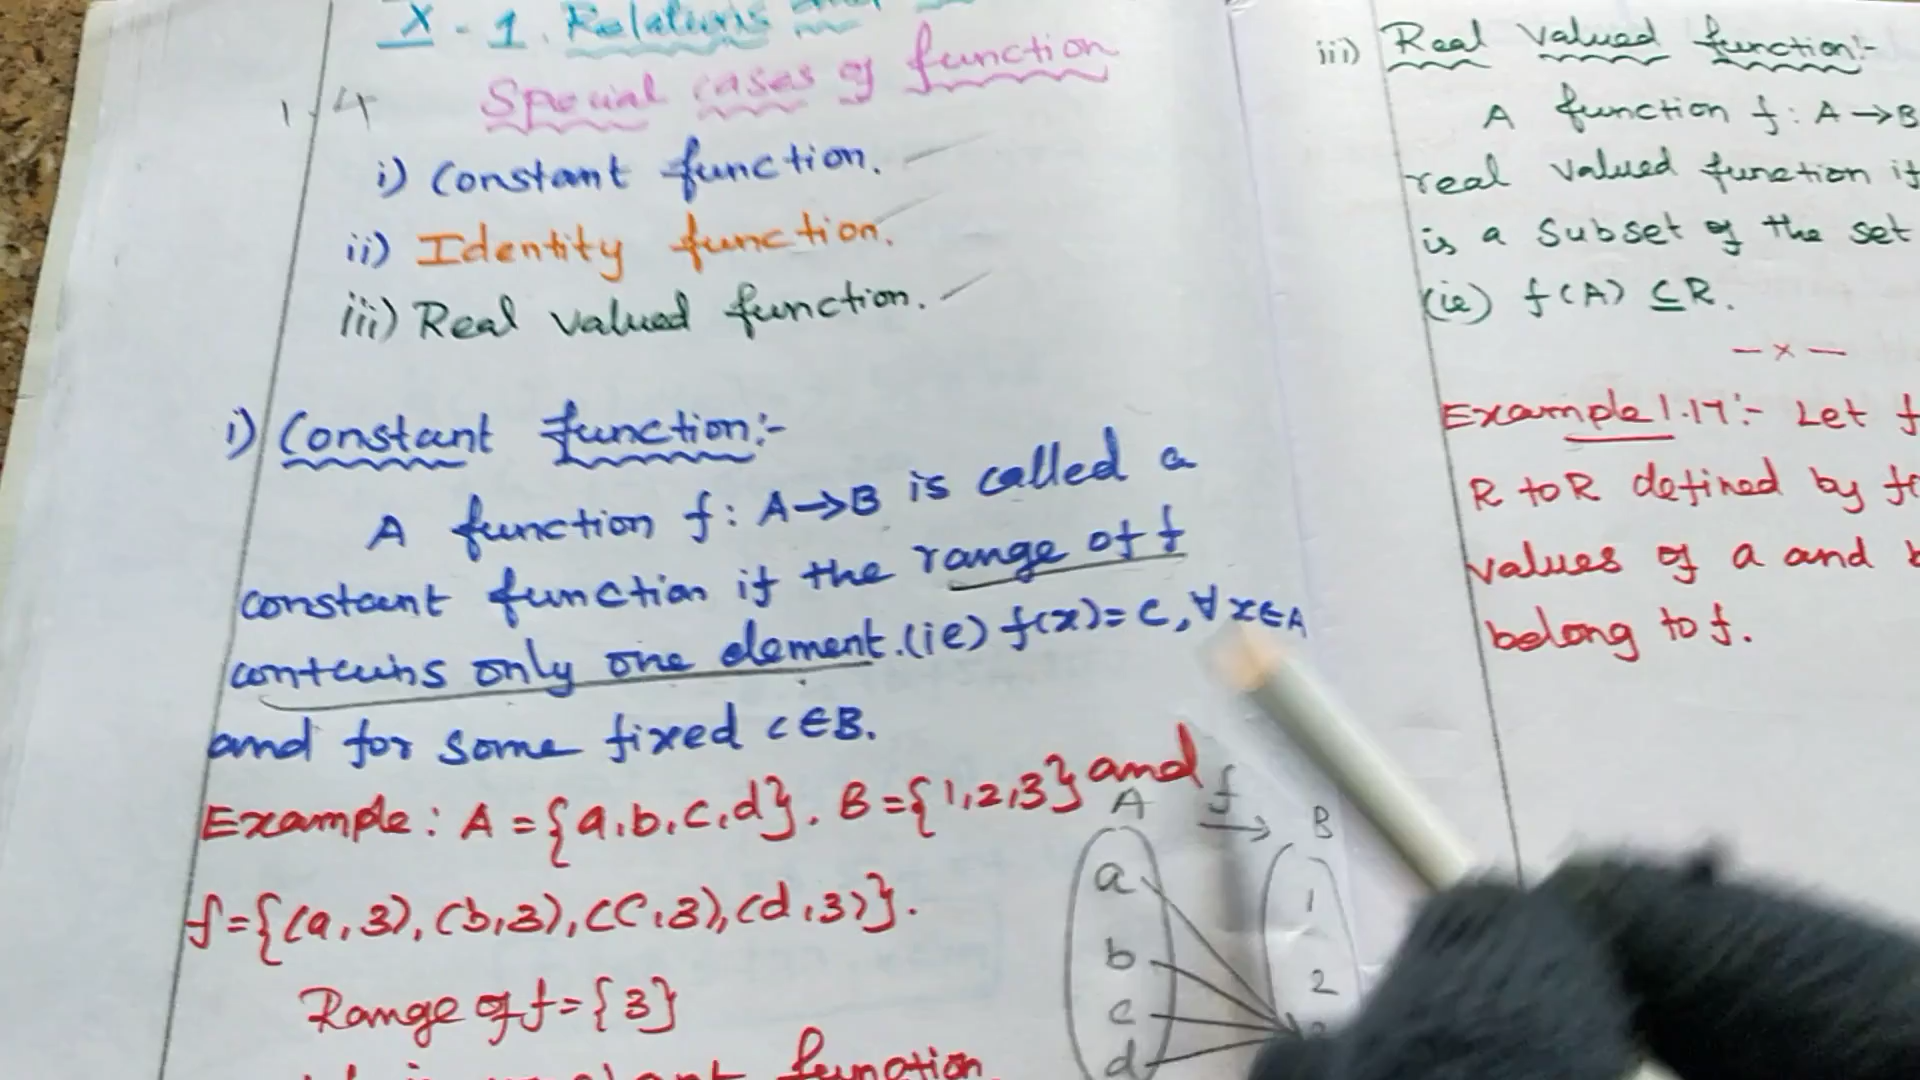 X - 1. Relations and
1.4 Special cases of function
i) Constant function.
ii) Identity function.
iii) Real valued function.
i) Constant function:-
A function f: A→B is called a
constant function if the range of f
contains only one element. (ie) f(x) = C, ∀ x∈A
and for some fixed c∈B.
Example: A = {a, b, c, d}. B = {1, 2, 3} and
f = {(a, 3), (b, 3), (c, 3), (d, 3)}.
Range of f = {3}
constant function.
A f B
a 1
b 2
c
d
iii) Real valued function:-
A function f: A→B
real valued function if
is a subset of the set
(ie) f(A) ⊆ R.
— x —
Example 1.17:- Let f
R to R defined by f(
values of a and b
belong to f.